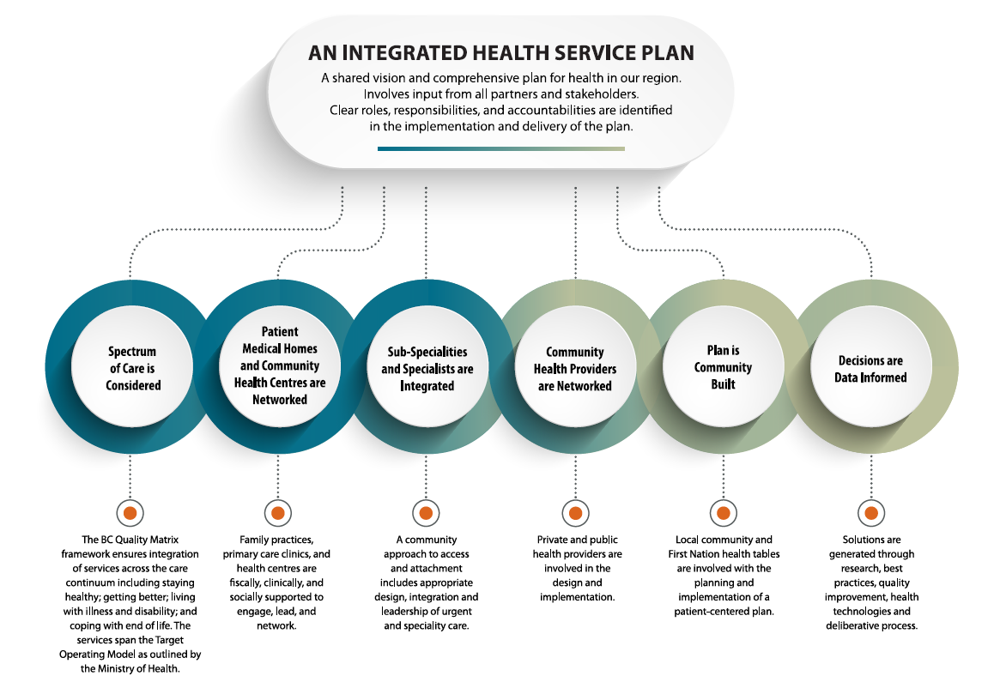 AN INTEGRATED HEALTH SERVICE PLAN
A shared vision and comprehensive plan for health in our region.
Involves input from all partners and stakeholders.
Clear roles, responsibilities, and accountabilities are identified
in the implementation and delivery of the plan.
Spectrum
of Care is
Considered
Patient
Medical Homes
and Community
Health Centres are
Networked
Sub-Specialities
and Specialists are
Integrated
Community
Health Providers
are Networked
Plan is
Community
Built
Decisions are
Data Informed
The BC Quality Matrix
framework ensures integration
of services across the care
continuum including staying
healthy; getting better; living
with illness and disability; and
coping with end of life. The
services span the Target
Operating Model as outlined by
the Ministry of Health.
Family practices,
primary care clinics, and
health centres are
fiscally, clinically, and
socially supported to
engage, lead, and
network.
A community
approach to access
and attachment
includes appropriate
design, integration and
leadership of urgent
and speciality care.
Private and public
health providers are
involved in the
design and
implementation.
Local community and
First Nation health tables
are involved with the
planning and
implementation of a
patient-centered plan.
Solutions are
generated through
research, best
practices, quality
improvement, health
technologies and
deliberative process.